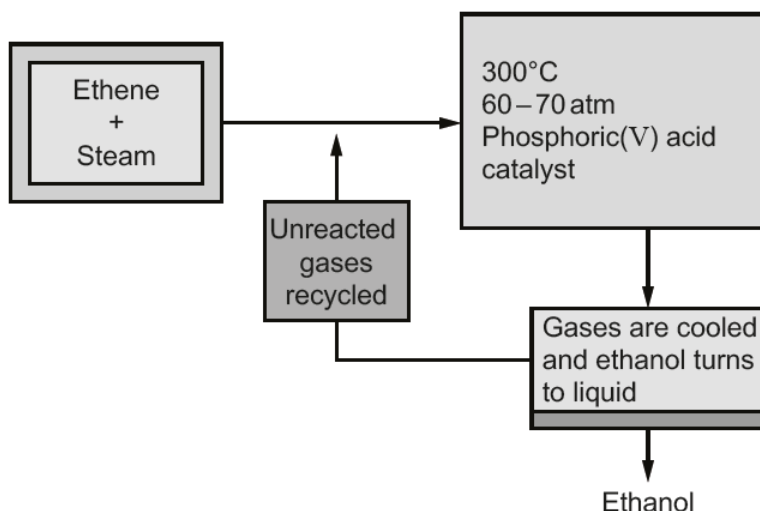 Ethene
+
Steam
300°C
60–70 atm
Phosphoric(V) acid
catalyst
Unreacted
gases
recycled
Gases are cooled
and ethanol turns
to liquid
Ethanol